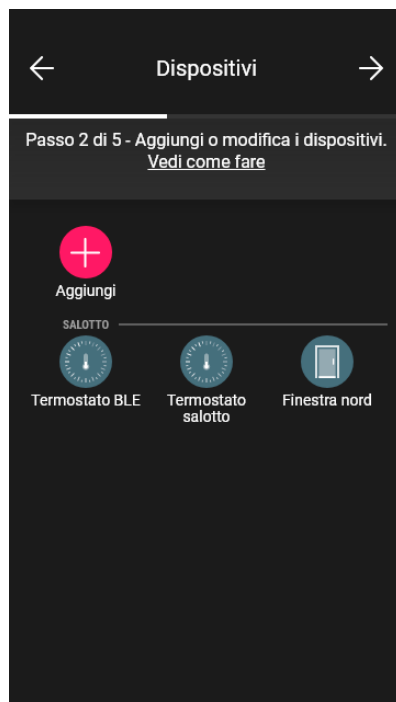 Dispositivi
Passo 2 di 5 - Aggiungi o modifica i dispositivi.
Vedi come fare
Aggiungi
SALOTTO
Termostato BLE
Termostato
salotto
Finestra nord